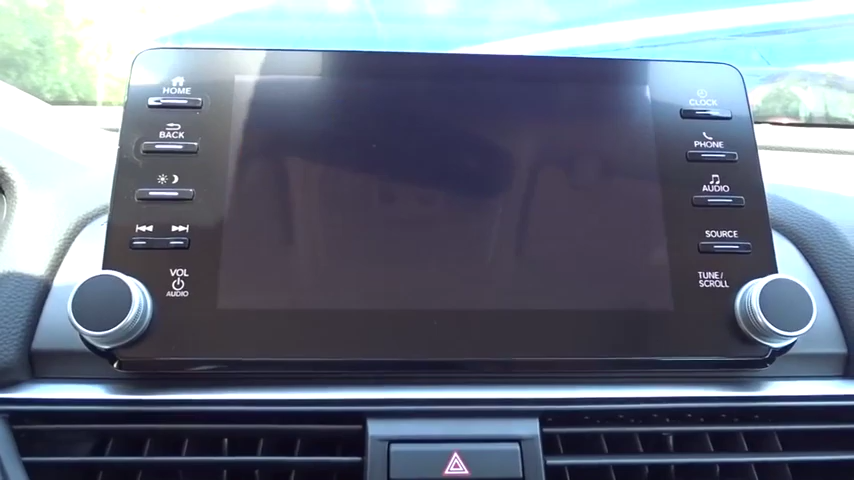 HOME
BACK
VOL
AUDIO
CLOCK
PHONE
AUDIO
SOURCE
TUNE/
SCROLL